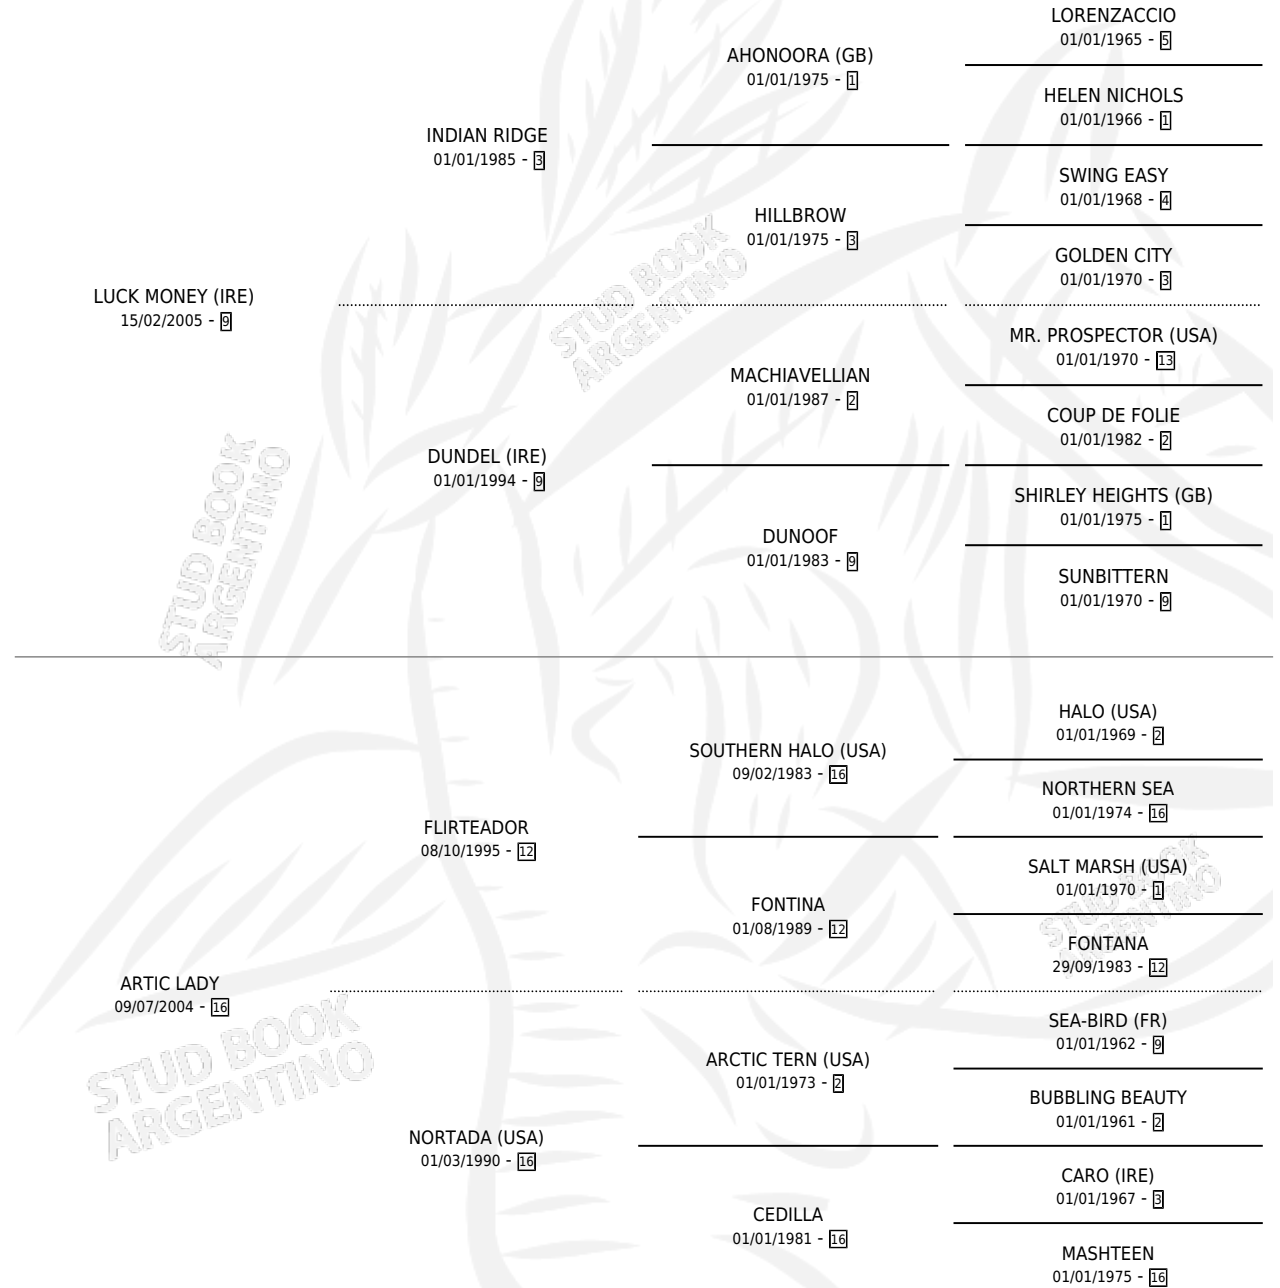 LORENZACCIO
01/01/1965 - 5
AHONOORA (GB)
01/01/1975 - 1
HELEN NICHOLS
01/01/1966 - 1
INDIAN RIDGE
01/01/1985 - 3
SWING EASY
01/01/1968 - 4
HILLBROW
01/01/1975 - 3
GOLDEN CITY
01/01/1970 - 3
LUCK MONEY (IRE)
15/02/2005 - 9
STUD BOOK
ARGENTINO
MR. PROSPECTOR (USA)
01/01/1970 - 13
MACHIAVELLIAN
01/01/1987 - 2
COUP DE FOLIE
01/01/1982 - 2
DUNDEL (IRE)
01/01/1994 - 9
SHIRLEY HEIGHTS (GB)
01/01/1975 - 1
DUNOOF
01/01/1983 - 9
SUNBITTERN
01/01/1970 - 9
STUD BOOK
ARGENTINO
HALO (USA)
01/01/1969 - 2
SOUTHERN HALO (USA)
09/02/1983 - 16
NORTHERN SEA
01/01/1974 - 16
FLIRTEADOR
08/10/1995 - 12
SALT MARSH (USA)
01/01/1970 - 1
FONTINA
01/08/1989 - 12
FONTANA
29/09/1983 - 12
STUD BOOK
ARGENTINO
ARTIC LADY
09/07/2004 - 16
SEA-BIRD (FR)
01/01/1962 - 9
ARCTIC TERN (USA)
01/01/1973 - 2
BUBBLING BEAUTY
01/01/1961 - 2
NORTADA (USA)
01/03/1990 - 16
CARO (IRE)
01/01/1967 - 3
CEDILLA
01/01/1981 - 16
MASHTEEN
01/01/1975 - 16
STUD BOOK
ARGENTINO